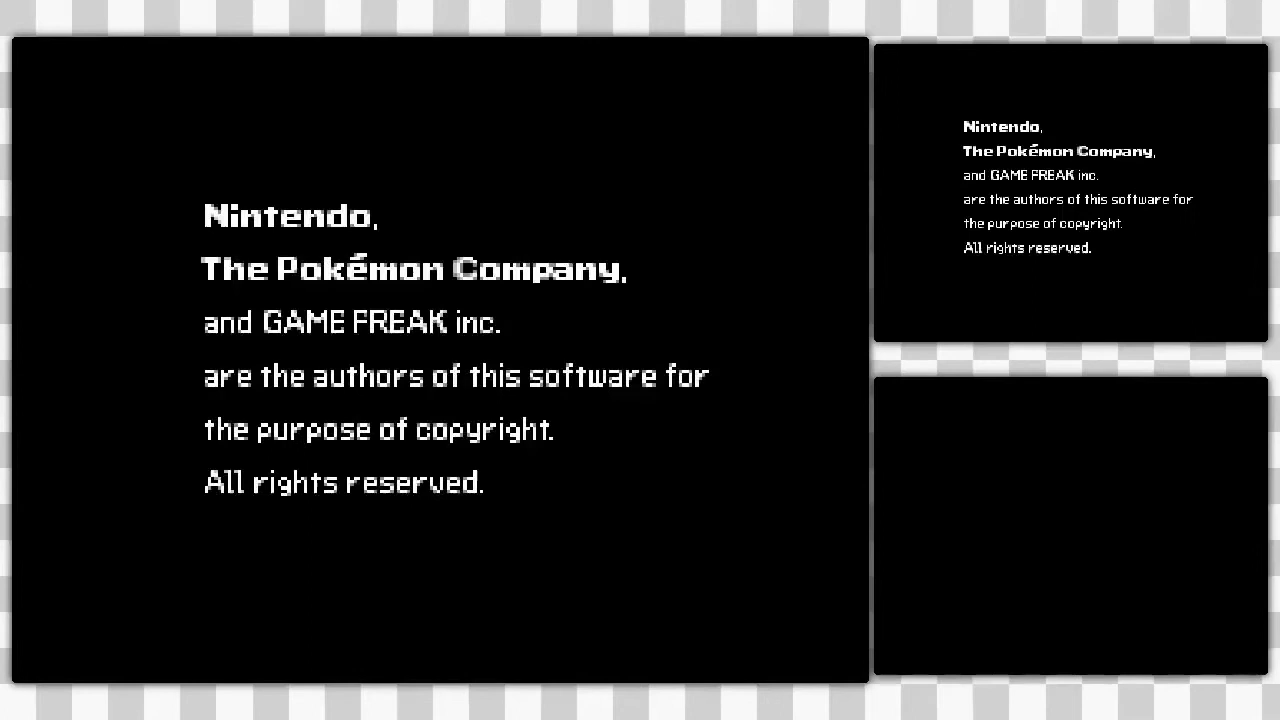 Nintendo,
The Pokémon Company,
and GAME FREAK inc.
are the authors of this software for
the purpose of copyright.
All rights reserved.
Nintendo,
The Pokémon Company,
and GAME FREAK inc.
are the authors of this software for
the purpose of copyright.
All rights reserved.